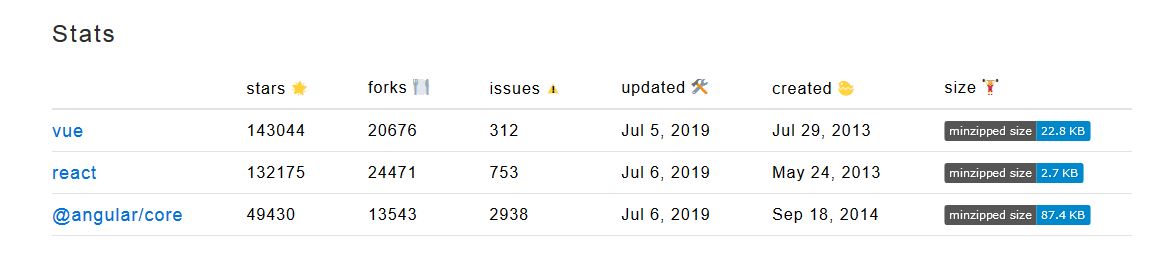 Stats
stars forks issues updated created size
vue 143044 20676 312 Jul 5, 2019 Jul 29, 2013 minzipped size 22.8 KB
react 132175 24471 753 Jul 6, 2019 May 24, 2013 minzipped size 2.7 KB
@angular/core 49430 13543 2938 Jul 6, 2019 Sep 18, 2014 minzipped size 87.4 KB